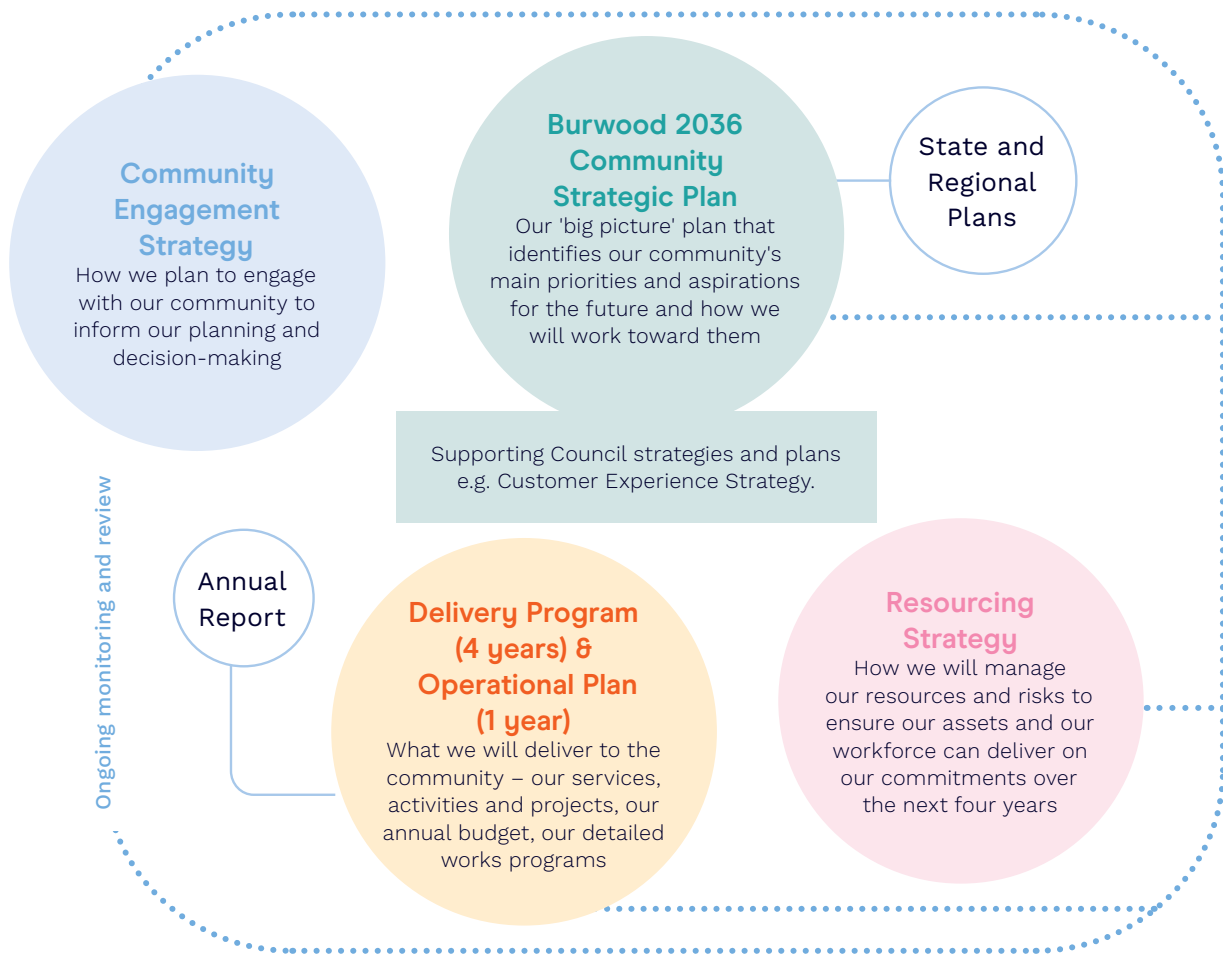 Community
Engagement
Strategy
How we plan to engage
with our community to
inform our planning and
decision-making
Burwood 2036
Community
Strategic Plan
Our 'big picture' plan that
identifies our community's
main priorities and aspirations
for the future and how we
will work toward them
State and
Regional
Plans
Supporting Council strategies and plans
e.g. Customer Experience Strategy.
Ongoing monitoring and review
Annual
Report
Delivery Program
(4 years) &
Operational Plan
(1 year)
What we will deliver to the
community – our services,
activities and projects, our
annual budget, our detailed
works programs
Resourcing
Strategy
How we will manage
our resources and risks to
ensure our assets and our
workforce can deliver on
our commitments over
the next four years